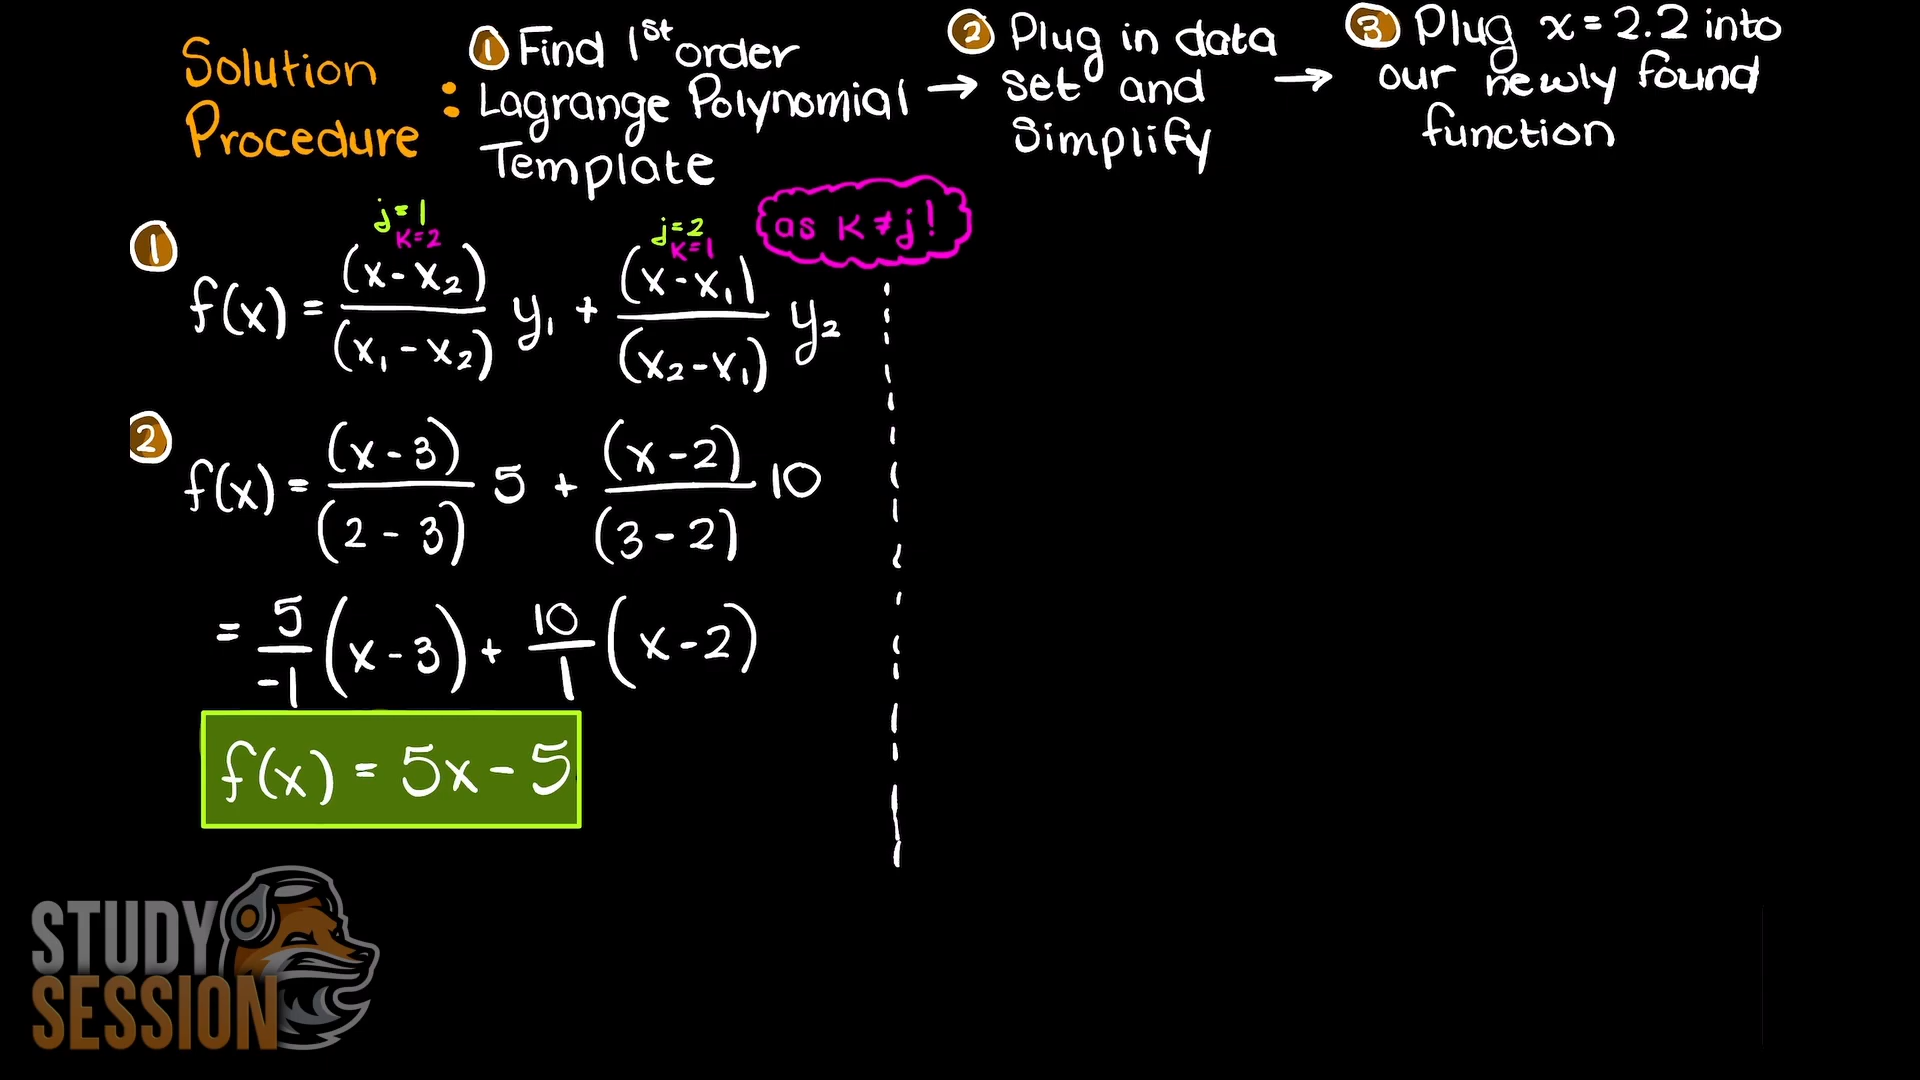 Solution
Procedure :
① Find 1st order
Lagrange Polynomial
Template
→
② Plug in data
set and
Simplify
→
③ Plug x = 2.2 into
our newly found
function
①
j=1
k=2
j=2
k=1
as k ≠ j!
f(x) = (x - x₂)/(x₁ - x₂) y₁ + (x - x₁)/(x₂ - x₁) y₂
②
f(x) = (x - 3)/(2 - 3) 5 + (x - 2)/(3 - 2) 10
= 5/-1 (x - 3) + 10/1 (x - 2)
f(x) = 5x - 5
STUDY
SESSION